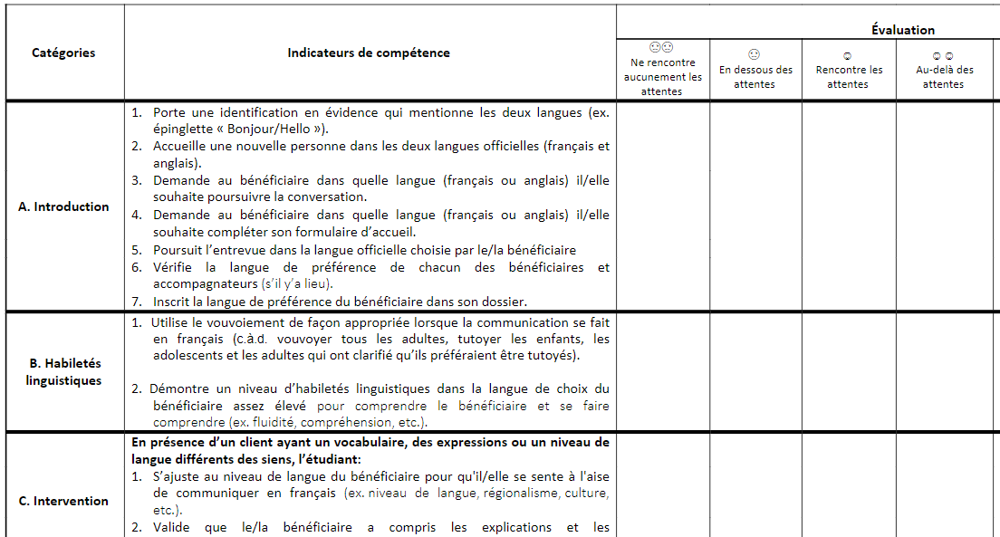 Catégories
Indicateurs de compétence
Évaluation
Ne rencontre
aucunement les
attentes
En dessous des
attentes
Rencontre les
attentes
Au-delà des
attentes
A. Introduction
1. Porte une identification en évidence qui mentionne les deux langues (ex.
épinglette « Bonjour/Hello »).
2. Accueille une nouvelle personne dans les deux langues officielles (français et
anglais).
3. Demande au bénéficiaire dans quelle langue (français ou anglais) il/elle
souhaite poursuivre la conversation.
4. Demande au bénéficiaire dans quelle langue (français ou anglais) il/elle
souhaite compléter son formulaire d’accueil.
5. Poursuit l’entrevue dans la langue officielle choisie par le/la bénéficiaire
6. Vérifie la langue de préférence de chacun des bénéficiaires et
accompagnateurs (s’il y’a lieu).
7. Inscrit la langue de préférence du bénéficiaire dans son dossier.
B. Habiletés
linguistiques
1. Utilise le vouvoiement de façon appropriée lorsque la communication se fait
en français (c.à.d. vouvoyer tous les adultes, tutoyer les enfants, les
adolescents et les adultes qui ont clarifié qu’ils préféraient être tutoyés).
2. Démontre un niveau d’habiletés linguistiques dans la langue de choix du
bénéficiaire assez élevé pour comprendre le bénéficiaire et se faire
comprendre (ex. fluidité, compréhension, etc.).
C. Intervention
En présence d’un client ayant un vocabulaire, des expressions ou un niveau de
langue différents des siens, l’étudiant:
1. S’ajuste au niveau de langue du bénéficiaire pour qu'il/elle se sente à l'aise
de communiquer en français (ex. niveau de langue, régionalisme, culture,
etc.).
2. Valide que le/la bénéficiaire a compris les explications et les